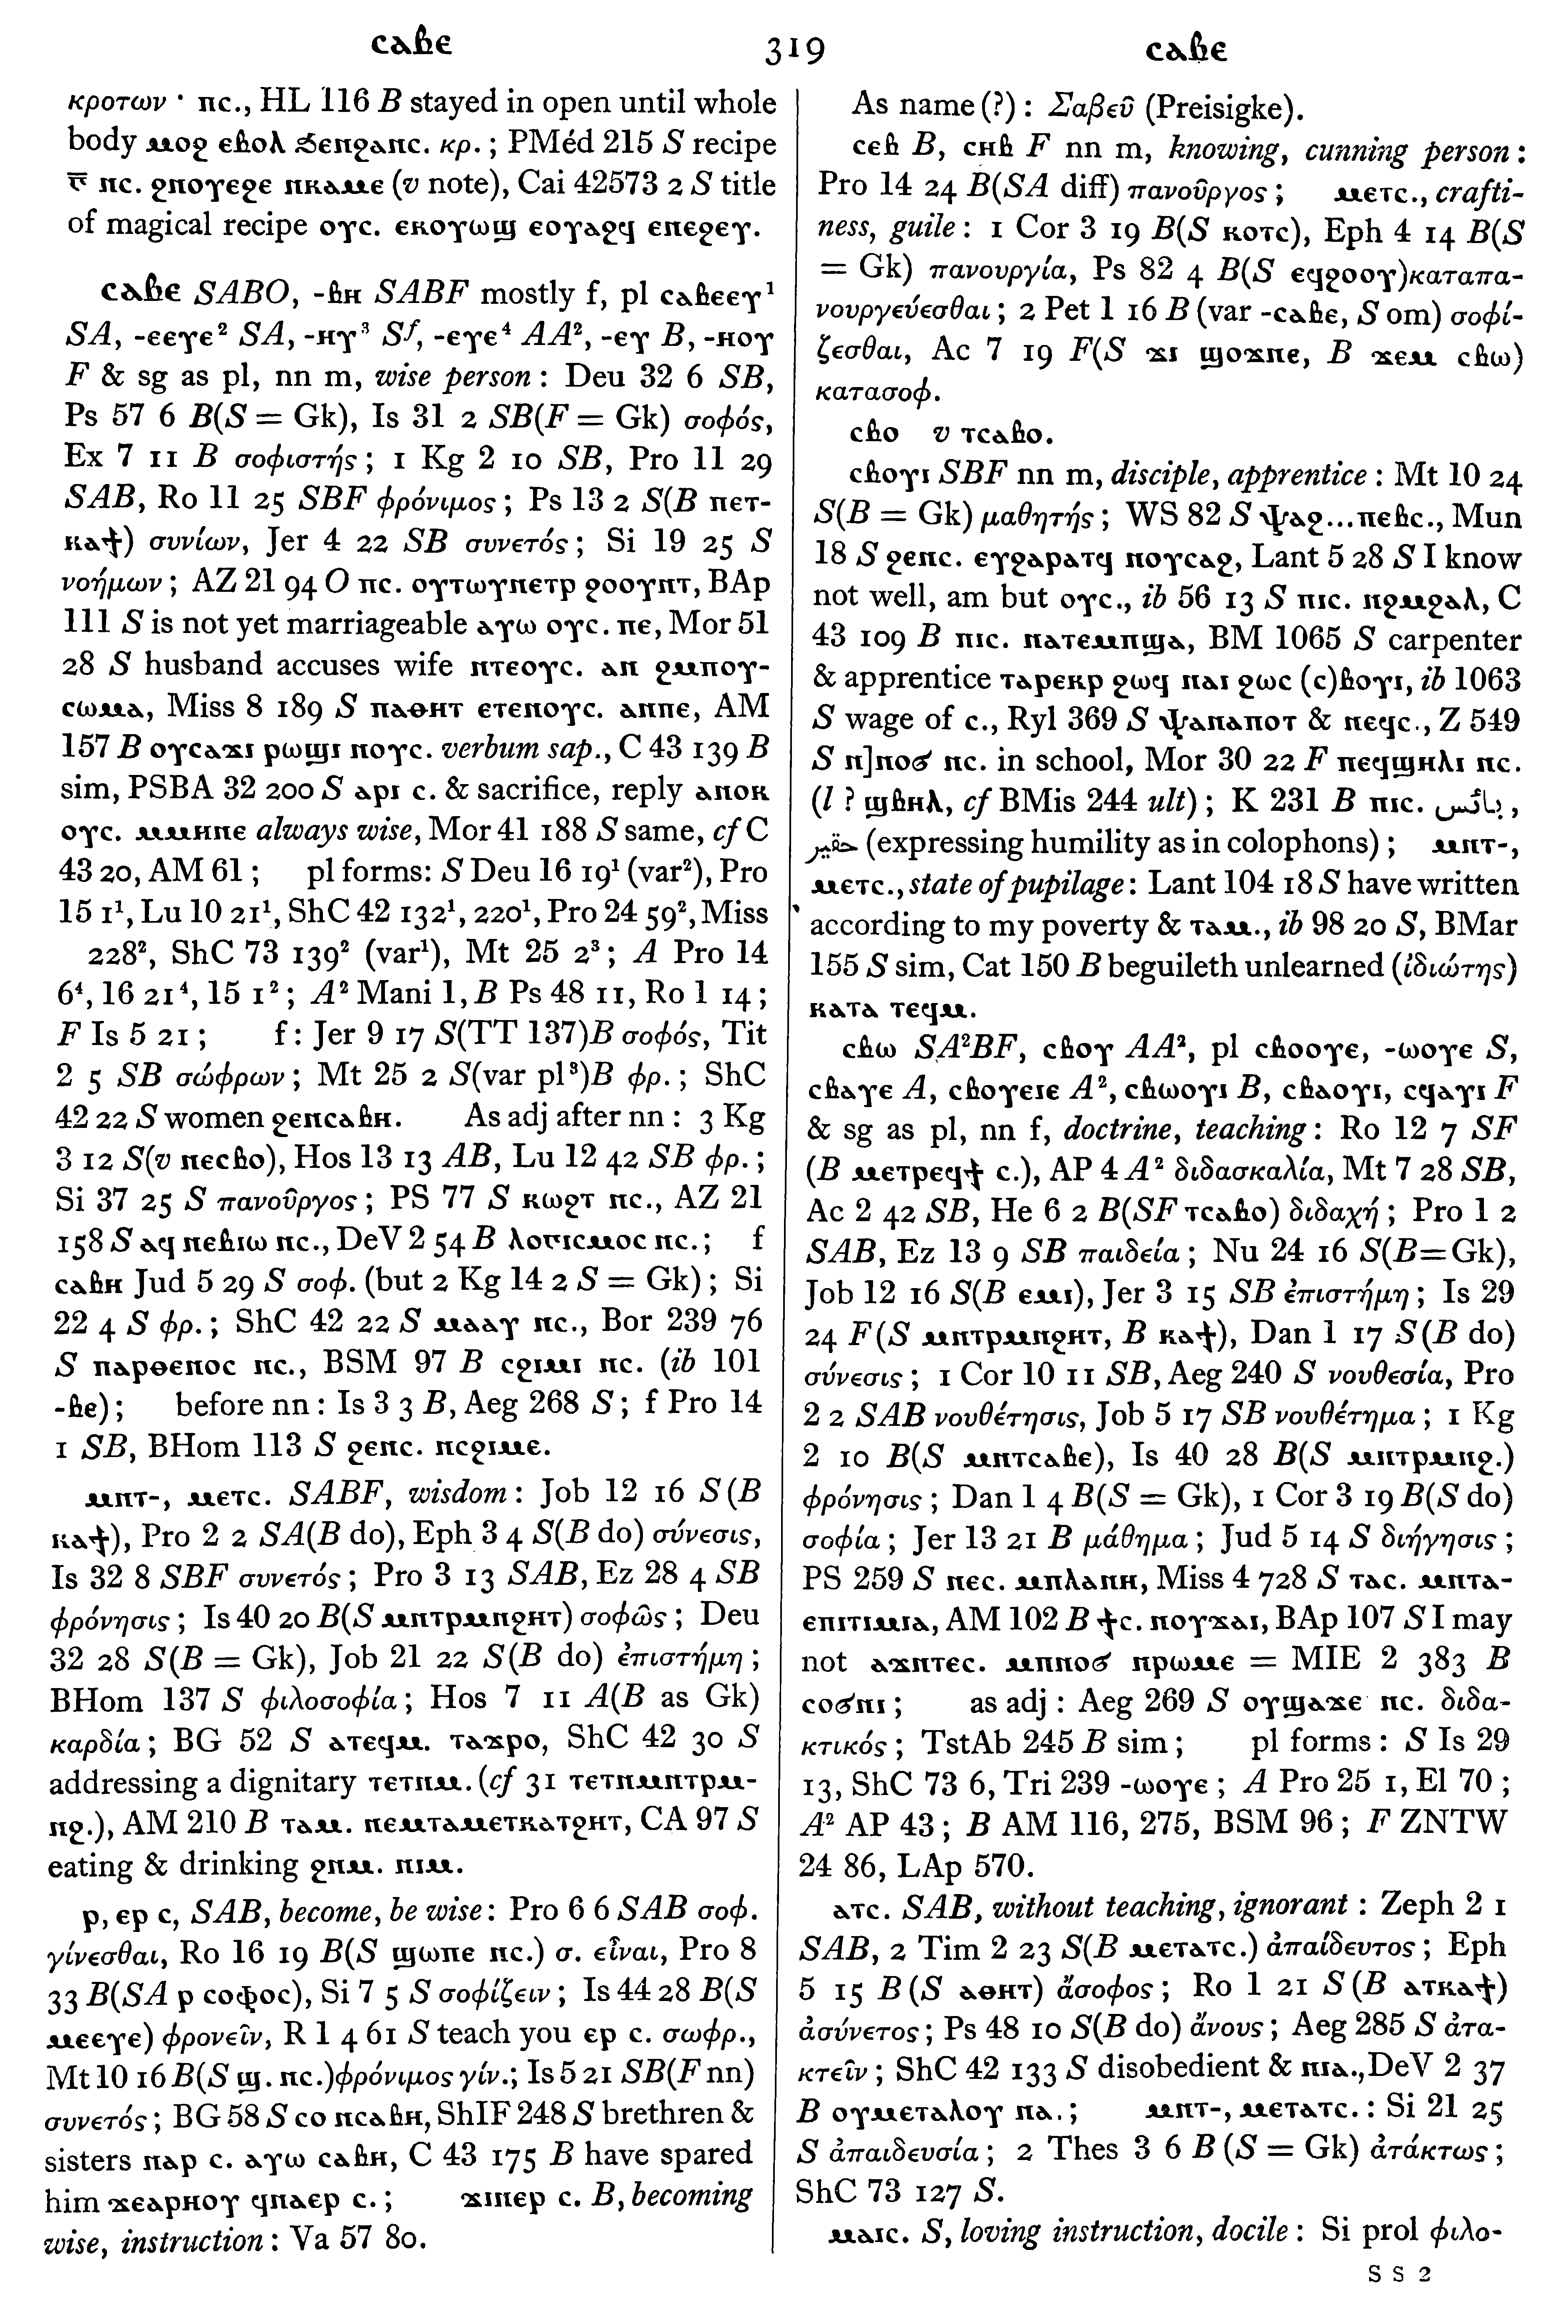 ⲥⲁⲃⲉ 319 ⲥⲁⲃⲉ
κροτων · ⲛⲥ., HL 116 B stayed in open until whole
body ⲙⲟϩ ⲉⲃⲟⲗ ϧⲉⲛϩⲁⲛⲥ. κρ. ; PMéd 215 S recipe
ⲛⲥ. ϩⲛⲟⲩⲉϩⲉ ⲛⲕⲁⲙⲉ (v note), Cai 42573 2 S title
of magical recipe ⲟⲩⲥ. ⲉⲕⲟⲩⲱϣ ⲉⲟⲩⲁϩϥ ⲉⲡⲉϩⲉⲩ.
ⲥⲁⲃⲉ SABO, -ⲃⲏ SABF mostly f, pl ⲥⲁⲃⲉⲉⲩ¹
SA, -ⲉⲉⲩⲉ² SA, -ⲏⲩ³ Sᶠ, -ⲉⲩⲉ⁴ AA², -ⲉⲩ B, -ⲏⲟⲩ
F & sg as pl, nn m, wise person : Deu 32 6 SB,
Ps 57 6 B(S = Gk), Is 31 2 SB(F = Gk) σοφός,
Ex 7 11 B σοφιστής ; 1 Kg 2 10 SB, Pro 11 29
SAB, Ro 11 25 SBF φρόνιμος ; Ps 13 2 S(B ⲡⲉⲧ-
ⲕⲁϯ) συνίων, Jer 4 22 SB συνετός ; Si 19 25 S
νοήμων ; AZ 21 94 O ⲡⲥ. ⲟⲩⲧⲱⲩⲡⲉⲧⲣ ϩⲟⲟⲩⲛⲧ, BAp
111 S is not yet marriageable ⲁⲩⲱ ⲟⲩⲥ. ⲡⲉ, Mor 51
28 S husband accuses wife ⲛⲧⲉⲟⲩⲥ. ⲁⲛ ϩⲙⲡⲟⲩ-
ⲥⲱⲙⲁ, Miss 8 189 S ⲡⲁⲑⲏⲧ ⲉⲧⲉⲛⲟⲩⲥ. ⲁⲛⲡⲉ, AM
157 B ⲟⲩⲥⲁϫⲓ ⲣⲱϣⲓ ⲛⲟⲩⲥ. verbum sap., C 43 139 B
sim, PSBA 32 200 S ⲁⲣⲓ ⲥ. & sacrifice, reply ⲁⲛⲟⲕ
ⲟⲩⲥ. ⲙⲙⲏⲛⲉ always wise, Mor 41 188 S same, cf C
43 20, AM 61 ; pl forms : S Deu 16 19¹ (var²), Pro
15 1¹, Lu 10 21¹, ShC 42 132¹, 220¹, Pro 24 59², Miss
228², ShC 73 139² (var¹), Mt 25 2³ ; A Pro 14
6⁴, 16 21⁴, 15 1² ; A² Mani 1, B Ps 48 11, Ro 1 14 ;
F Is 5 21 ; f : Jer 9 17 S(TT 137)B σοφός, Tit
2 5 SB σώφρων ; Mt 25 2 S(var pl³)B φρ. ; ShC
42 22 S women ϩⲉⲛⲥⲁⲃⲏ. As adj after nn : 3 Kg
3 12 S(v ⲛⲉⲥⲃⲟ), Hos 13 13 AB, Lu 12 42 SB φρ. ;
Si 37 25 S πανοῦργος ; PS 77 S ⲕⲱϩⲧ ⲛⲥ., AZ 21
158 S ⲁϥ ⲛⲉⲃⲓⲱ ⲛⲥ., DeV 2 54 B ⲗⲟⲅⲓⲥⲙⲟⲥ ⲛⲥ. ; f
ⲥⲁⲃⲏ Jud 5 29 S σοφ. (but 2 Kg 14 2 S = Gk) ; Si
22 4 S φρ. ; ShC 42 22 S ⲙⲁⲁⲩ ⲛⲥ., Bor 239 76
S ⲡⲁⲣⲑⲉⲛⲟⲥ ⲛⲥ., BSM 97 B ⲥϩⲓⲙⲓ ⲛⲥ. (ib 101
-ⲃⲉ) ; before nn : Is 3 3 B, Aeg 268 S ; f Pro 14
1 SB, BHom 113 S ϩⲉⲛⲥ. ⲛⲥϩⲓⲙⲉ.
ⲙⲛⲧ-, ⲙⲉⲧⲥ. SABF, wisdom : Job 12 16 S (B
ⲕⲁϯ), Pro 2 2 SA(B do), Eph 3 4 S(B do) σύνεσις,
Is 32 8 SBF συνετός ; Pro 3 13 SAB, Ez 28 4 SB
φρόνησις ; Is 40 20 B(S ⲙⲛⲧⲣⲙⲛϩⲏⲧ) σοφῶς ; Deu
32 28 S(B = Gk), Job 21 22 S(B do) ἐπιστήμη ;
BHom 137 S φιλοσοφία ; Hos 7 11 A(B as Gk)
καρδία ; BG 52 S ⲁⲧⲉϥⲙ. ⲧⲁϫⲣⲟ, ShC 42 30 S
addressing a dignitary ⲧⲉⲧⲛⲙ. (cf 31 ⲧⲉⲧⲛⲙⲛⲧⲣⲙ-
ⲛϩ.), AM 210 B ⲧⲁⲙ. ⲛⲉⲙⲧⲁⲙⲉⲧⲕⲁⲧϩⲏⲧ, CA 97 S
eating & drinking ϩⲛⲙ. ⲛⲓⲙ.
ⲣ, ⲉⲣ ⲥ, SAB, become, be wise : Pro 6 6 SAB σοφ.
γίνεσθαι, Ro 16 19 B(S ϣⲱⲡⲉ ⲛⲥ.) σ. εἶναι, Pro 8
33 B(SA ⲣ ⲥⲟⲫⲟⲥ), Si 7 5 S σοφίζειν ; Is 44 28 B(S
ⲙⲉⲉⲩⲉ) φρονεῖν, R 1 4 61 S teach you ⲉⲣ ⲥ. σωφρ.,
Mt 10 16 B(S ϣ. ⲛⲥ.)φρόνιμος γίν. ; Is 5 21 SB(F nn)
συνετός ; BG 58 S ⲥⲟ ⲛⲥⲁⲃⲏ, ShIF 248 S brethren &
sisters ⲛⲁⲣ ⲥ. ⲁⲩⲱ ⲥⲁⲃⲏ, C 43 175 B have spared
him ϫⲉⲁⲣⲏⲟⲩ ϥⲛⲁⲉⲣ ⲥ. ; ϫⲓⲛⲉⲣ ⲥ. B, becoming
wise, instruction : Va 57 80.
As name (?) : Σαβεῦ (Preisigke).
ⲥⲉⲃ B, ⲥⲏⲃ F nn m, knowing, cunning person :
Pro 14 24 B(SA diff) πανοῦργος ; ⲙⲉⲧⲥ., crafti-
ness, guile : 1 Cor 3 19 B(S ⲕⲟⲧⲥ), Eph 4 14 B(S
= Gk) πανουργία, Ps 82 4 B(S ⲉϥϩⲟⲟⲩ)καταπα-
νουργεύεσθαι ; 2 Pet 1 16 B (var -ⲥⲁⲃⲉ, S om) σοφί-
ζεσθαι, Ac 7 19 F(S ϫⲓ ϣⲟϫⲛⲉ, B ϫⲉⲙ ⲥⲃⲱ)
κατασοφ.
ⲥⲃⲟ v ⲧⲥⲁⲃⲟ.
ⲥⲃⲟⲩⲓ SBF nn m, disciple, apprentice : Mt 10 24
S(B = Gk) μαθητής ; WS 82 S ⲯⲁϩ...ⲡⲉⲃⲥ., Mun
18 S ϩⲉⲛⲥ. ⲉⲩϩⲁⲣⲁⲧϥ ⲛⲟⲩⲥⲁϩ, Lant 5 28 S I know
not well, am but ⲟⲩⲥ., ib 56 13 S ⲡⲓⲥ. ⲛϩⲙϩⲁⲗ, C
43 109 B ⲡⲓⲥ. ⲛⲁⲧⲉⲙⲡϣⲁ, BM 1065 S carpenter
& apprentice ⲧⲁⲣⲉⲕⲣ ϩⲱϥ ⲛⲁⲓ ϩⲱⲥ (ⲥ)ⲃⲟⲩⲓ, ib 1063
S wage of ⲥ., Ryl 369 S ⲯⲁⲛⲁⲡⲟⲧ & ⲡⲉϥⲥ., Z 549
S ⲡ]ⲛⲟϭ ⲛⲥ. in school, Mor 30 22 F ⲡⲉϥϣⲏⲗⲓ ⲛⲥ.
(l ? ϣⲃⲏⲗ, cf BMis 244 ult) ; K 231 B ⲡⲓⲥ. بائس,
حقير (expressing humility as in colophons) ; ⲙⲛⲧ-,
ⲙⲉⲧⲥ., state of pupilage : Lant 104 18 S have written
according to my poverty & ⲧⲁⲙ., ib 98 20 S, BMar
155 S sim, Cat 150 B beguileth unlearned (ἰδιώτης)
ⲕⲁⲧⲁ ⲧⲉϥⲙ.
ⲥⲃⲱ SA²BF, ⲥⲃⲟⲩ AA², pl ⲥⲃⲟⲟⲩⲉ, -ⲱⲟⲩⲉ S,
ⲥⲃⲁⲩⲉ A, ⲥⲃⲟⲩⲉⲓⲉ A², ⲥⲃⲱⲟⲩⲓ B, ⲥⲃⲁⲟⲩⲓ, ⲥϥⲁⲩⲓ F
& sg as pl, nn f, doctrine, teaching : Ro 12 7 SF
(B ⲙⲉⲧⲣⲉϥϯ ⲥ.), AP 4 A² διδασκαλία, Mt 7 28 SB,
Ac 2 42 SB, He 6 2 B(SF ⲧⲥⲁⲃⲟ) διδαχή ; Pro 1 2
SAB, Ez 13 9 SB παιδεία ; Nu 24 16 S(B=Gk),
Job 12 16 S(B ⲉⲙⲓ), Jer 3 15 SB ἐπιστήμη ; Is 29
24 F(S ⲙⲛⲧⲣⲙⲛϩⲏⲧ, B ⲕⲁϯ), Dan 1 17 S(B do)
σύνεσις ; 1 Cor 10 11 SB, Aeg 240 S νουθεσία, Pro
2 2 SAB νουθέτησις, Job 5 17 SB νουθέτημα ; 1 Kg
2 10 B(S ⲙⲛⲧⲥⲁⲃⲉ), Is 40 28 B(S ⲙⲛⲧⲣⲙⲛϩ.)
φρόνησις ; Dan 1 4 B(S = Gk), 1 Cor 3 19 B(S do)
σοφία ; Jer 13 21 B μάθημα ; Jud 5 14 S διήγησις ;
PS 259 S ⲛⲉⲥ. ⲙⲡⲗⲁⲛⲏ, Miss 4 728 S ⲧⲁⲥ. ⲙⲛⲧⲁ-
ⲉⲡⲓⲧⲓⲙⲓⲁ, AM 102 B ϯⲥ. ⲛⲟⲩϫⲁⲓ, BAp 107 S I may
not ⲁϫⲛⲧⲉⲥ. ⲙⲡⲛⲟϭ ⲛⲣⲱⲙⲉ = MIE 2 383 B
ⲥⲟϭⲛⲓ ; as adj : Aeg 269 S ⲟⲩϣⲁϫⲉ ⲛⲥ. διδα-
κτικός ; TstAb 245 B sim ; pl forms : S Is 29
13, ShC 73 6, Tri 239 -ⲱⲟⲩⲉ ; A Pro 25 1, El 70 ;
A² AP 43 ; B AM 116, 275, BSM 96 ; F ZNTW
24 86, LAp 570.
ⲁⲧⲥ. SAB, without teaching, ignorant : Zeph 2 1
SAB, 2 Tim 2 23 S(B ⲙⲉⲧⲁⲧⲥ.) ἀπαίδευτος ; Eph
5 15 B (S ⲁⲑⲏⲧ) ἄσοφος ; Ro 1 21 S (B ⲁⲧⲕⲁϯ)
ἀσύνετος ; Ps 48 10 S(B do) ἄνους ; Aeg 285 S ἀτα-
κτεῖν ; ShC 42 133 S disobedient & ⲛⲓⲁ., DeV 2 37
B ⲟⲩⲙⲉⲧⲁⲗⲟⲩ ⲛⲁ. ; ⲙⲛⲧ-, ⲙⲉⲧⲁⲧⲥ. : Si 21 25
S ἀπαιδευσία ; 2 Thes 3 6 B (S = Gk) ἀτάκτως ;
ShC 73 127 S.
ⲙⲁⲓⲥ. S, loving instruction, docile : Si prol φιλο-
S S 2